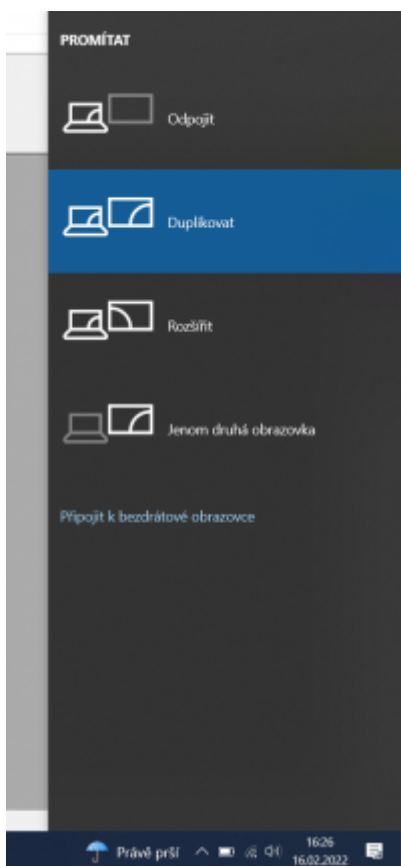 PROMÍTAT
Odpojit
Duplikovat
Rozšířit
Jenom druhá obrazovka
Připojit k bezdrátové obrazovce
Právě prší
16:26
16.02.2022